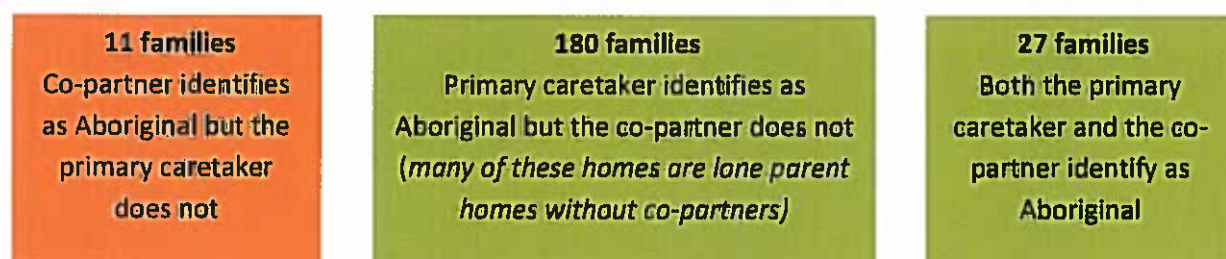 11 families
Co-partner identifies
as Aboriginal but the
primary caretaker
does not
180 families
Primary caretaker identifies as
Aboriginal but the co-partner does not
(many of these homes are lone parent
homes without co-partners)
27 families
Both the primary
caretaker and the co-
partner identify as
Aboriginal